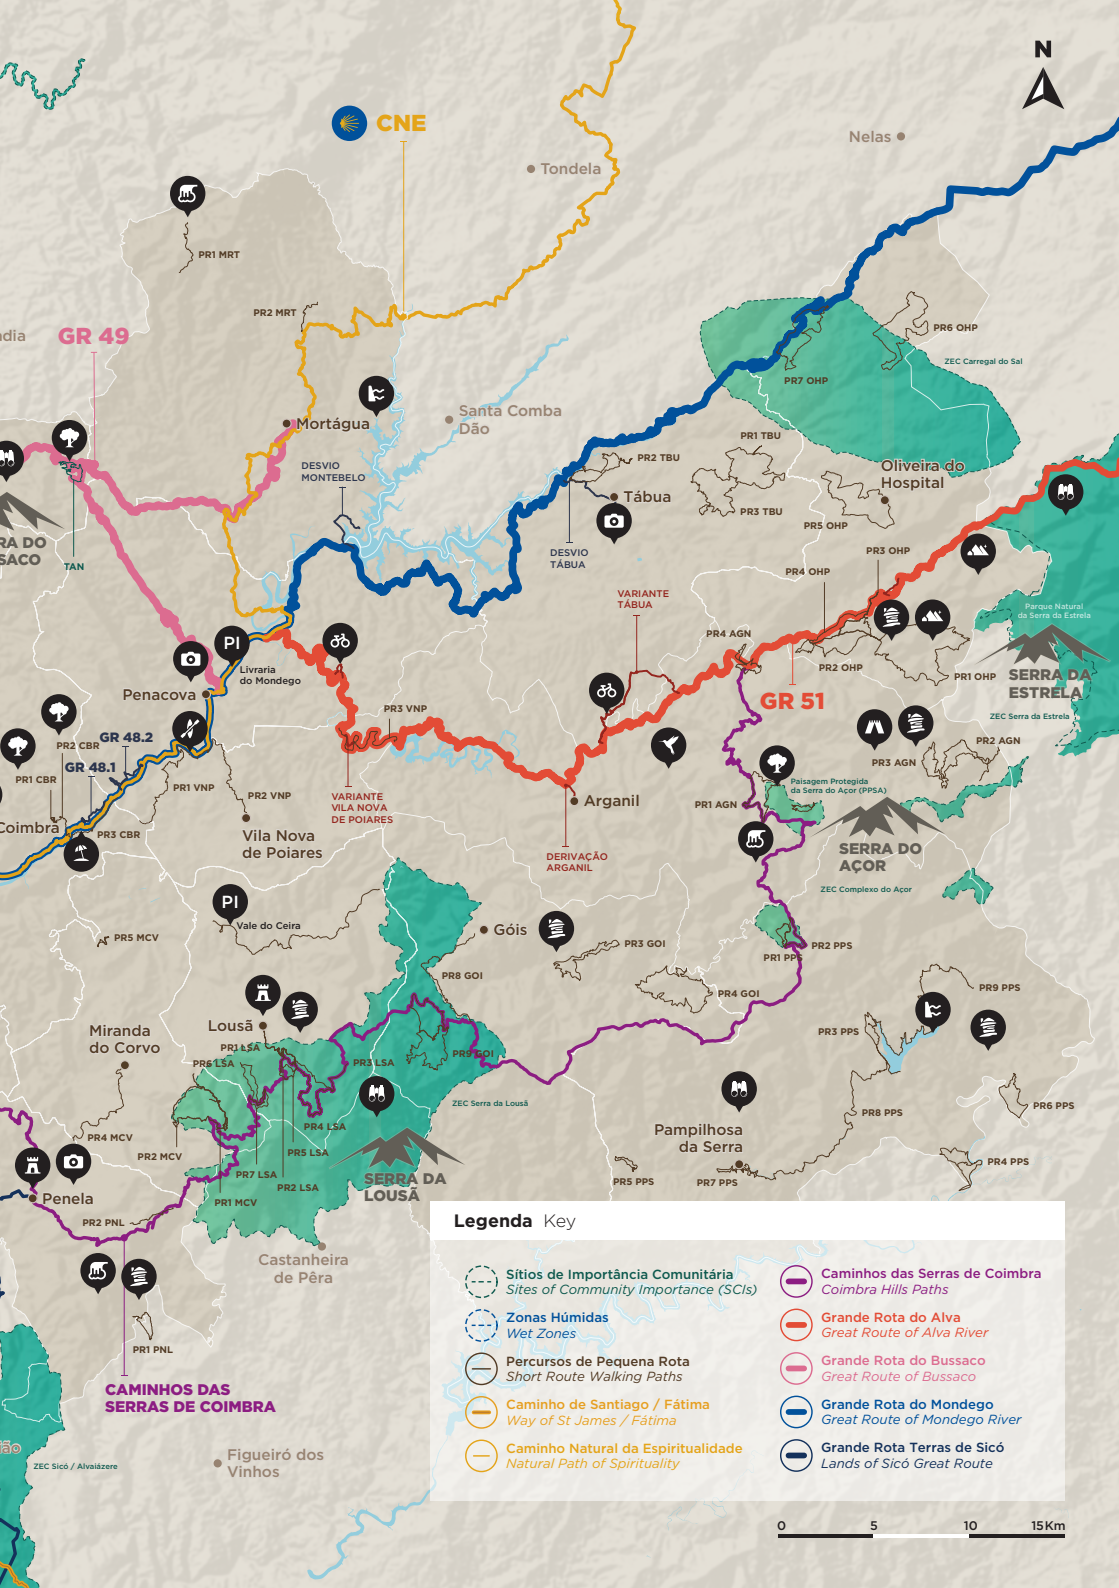 N
CNE
Nelas
Tondela
PR1 MRT
PR2 MRT
GR 49
PR6 OHP
ZEC Carregal do Sal
PR7 OHP
Mortágua
Santa Comba
Dão
DESVIO
MONTEBELO
PR1 TBU
PR2 TBU
Tábua
PR3 TBU
Oliveira do
Hospital
PR5 OHP
TAN
DESVIO
TÁBUA
PR3 OHP
PR4 OHP
VARIANTE
TÁBUA
Parque Natural
da Serra da Estrela
PR4 AGN
PI
Livraria
do Mondego
PR2 OHP
PR1 OHP
SERRA DA
ESTRELA
Penacova
GR 51
PR3 VNP
ZEC Serra da Estrela
GR 48.2
PR2 CBR
GR 48.1
PR1 CBR
PR2 AGN
PR3 AGN
PR1 VNP
PR2 VNP
VARIANTE
VILA NOVA
DE POIARES
Arganil
PR1 AGN
Paisagem Protegida
da Serra do Açor (PPSA)
Coimbra
PR3 CBR
Vila Nova
de Poiares
DERIVAÇÃO
ARGANIL
SERRA DO
AÇOR
ZEC Complexo do Açor
PI
Vale do Ceira
PR5 MCV
Góis
PR3 GOI
PR2 PPS
PR1 PPS
PR8 GOI
PR4 GOI
PR9 PPS
Lousã
Miranda
do Corvo
PR1 LSA
PR6 LSA
PR3 LSA
PR9 GOI
PR3 PPS
ZEC Serra da Lousã
PR4 LSA
PR8 PPS
PR6 PPS
PR4 MCV
PR2 MCV
PR5 LSA
Pampilhosa
da Serra
PR4 PPS
PR7 LSA
PR2 LSA
PR5 PPS
PR7 PPS
SERRA DA
LOUSÃ
Penela
PR1 MCV
PR2 PNL
Castanheira
de Pêra
PR1 PNL
CAMINHOS DAS
SERRAS DE COIMBRA
Figueiró dos
Vinhos
ZEC Sicó / Alvaiázere
Legenda Key
Sítios de Importância Comunitária
Sites of Community Importance (SCIs)
Zonas Húmidas
Wet Zones
Percursos de Pequena Rota
Short Route Walking Paths
Caminho de Santiago / Fátima
Way of St James / Fátima
Caminho Natural da Espiritualidade
Natural Path of Spirituality
Caminhos das Serras de Coimbra
Coimbra Hills Paths
Grande Rota do Alva
Great Route of Alva River
Grande Rota do Bussaco
Great Route of Bussaco
Grande Rota do Mondego
Great Route of Mondego River
Grande Rota Terras de Sicó
Lands of Sicó Great Route
0 5 10 15Km